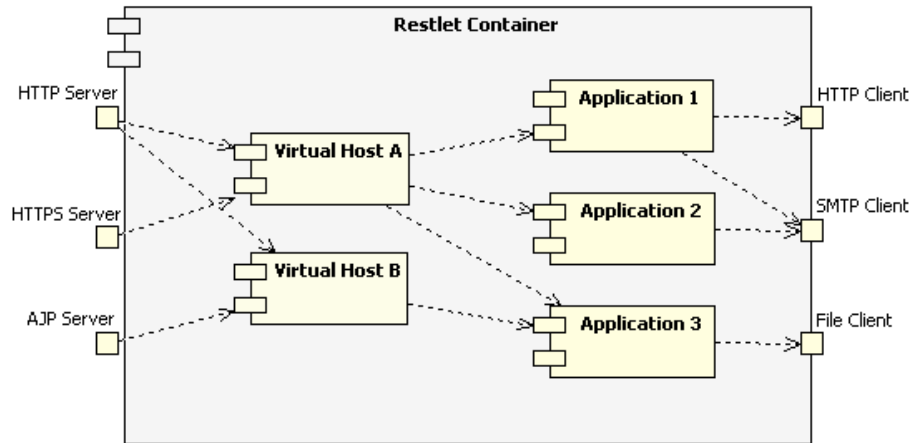 Restlet Container
HTTP Server
Application 1
HTTP Client
Virtual Host A
HTTPS Server
Application 2
SMTP Client
Virtual Host B
AJP Server
Application 3
File Client